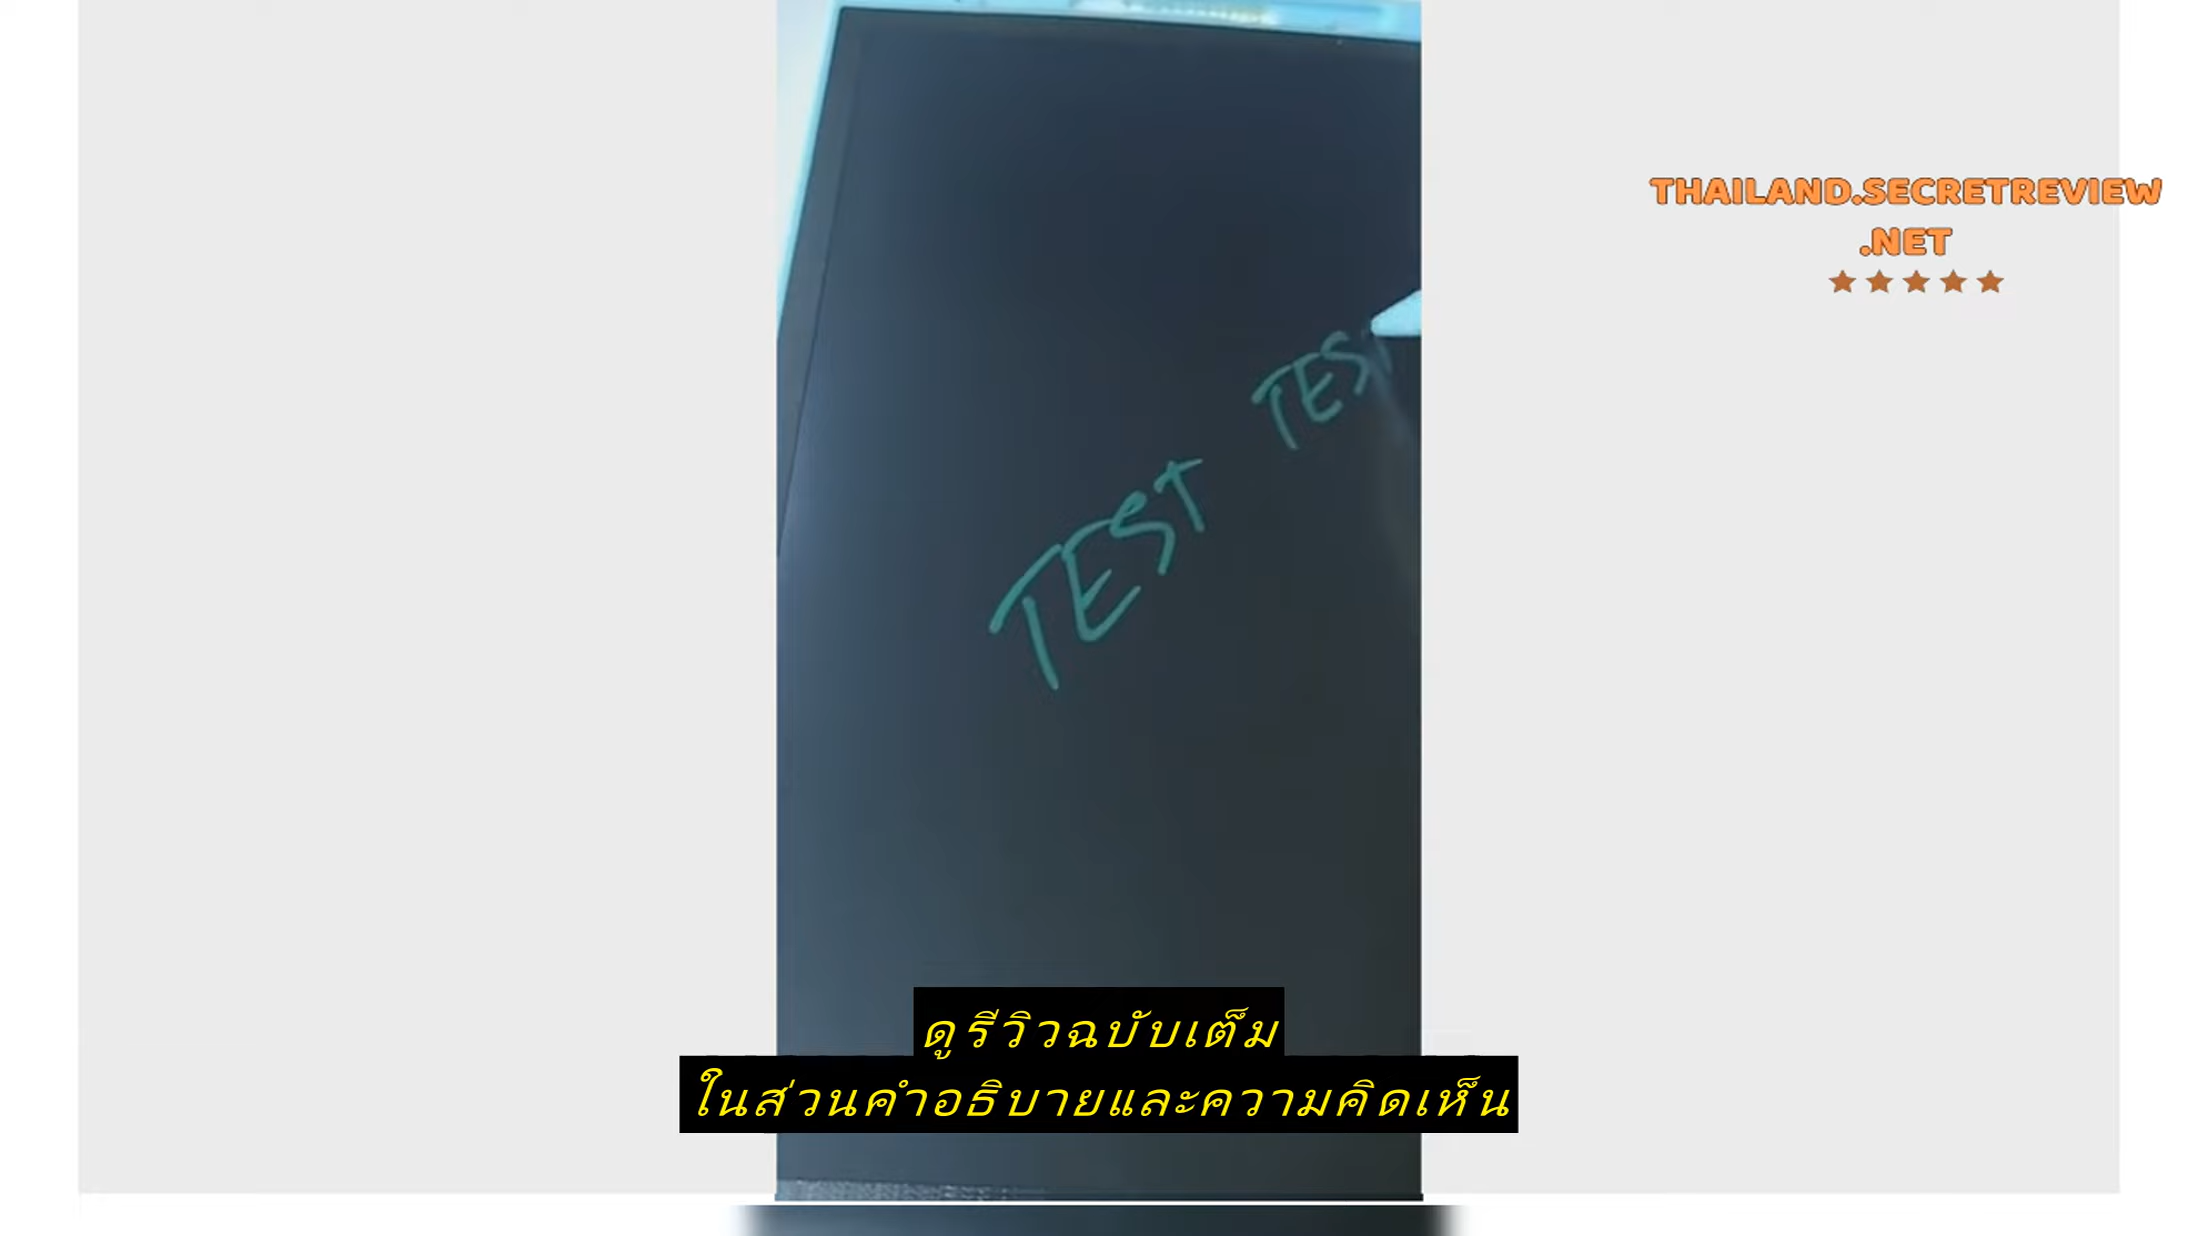 THAILAND.SECRETREVIEW
.NET
TEST
TEST
ดูรีวิวฉบับเต็ม
ในส่วนคำอธิบายและความคิดเห็น